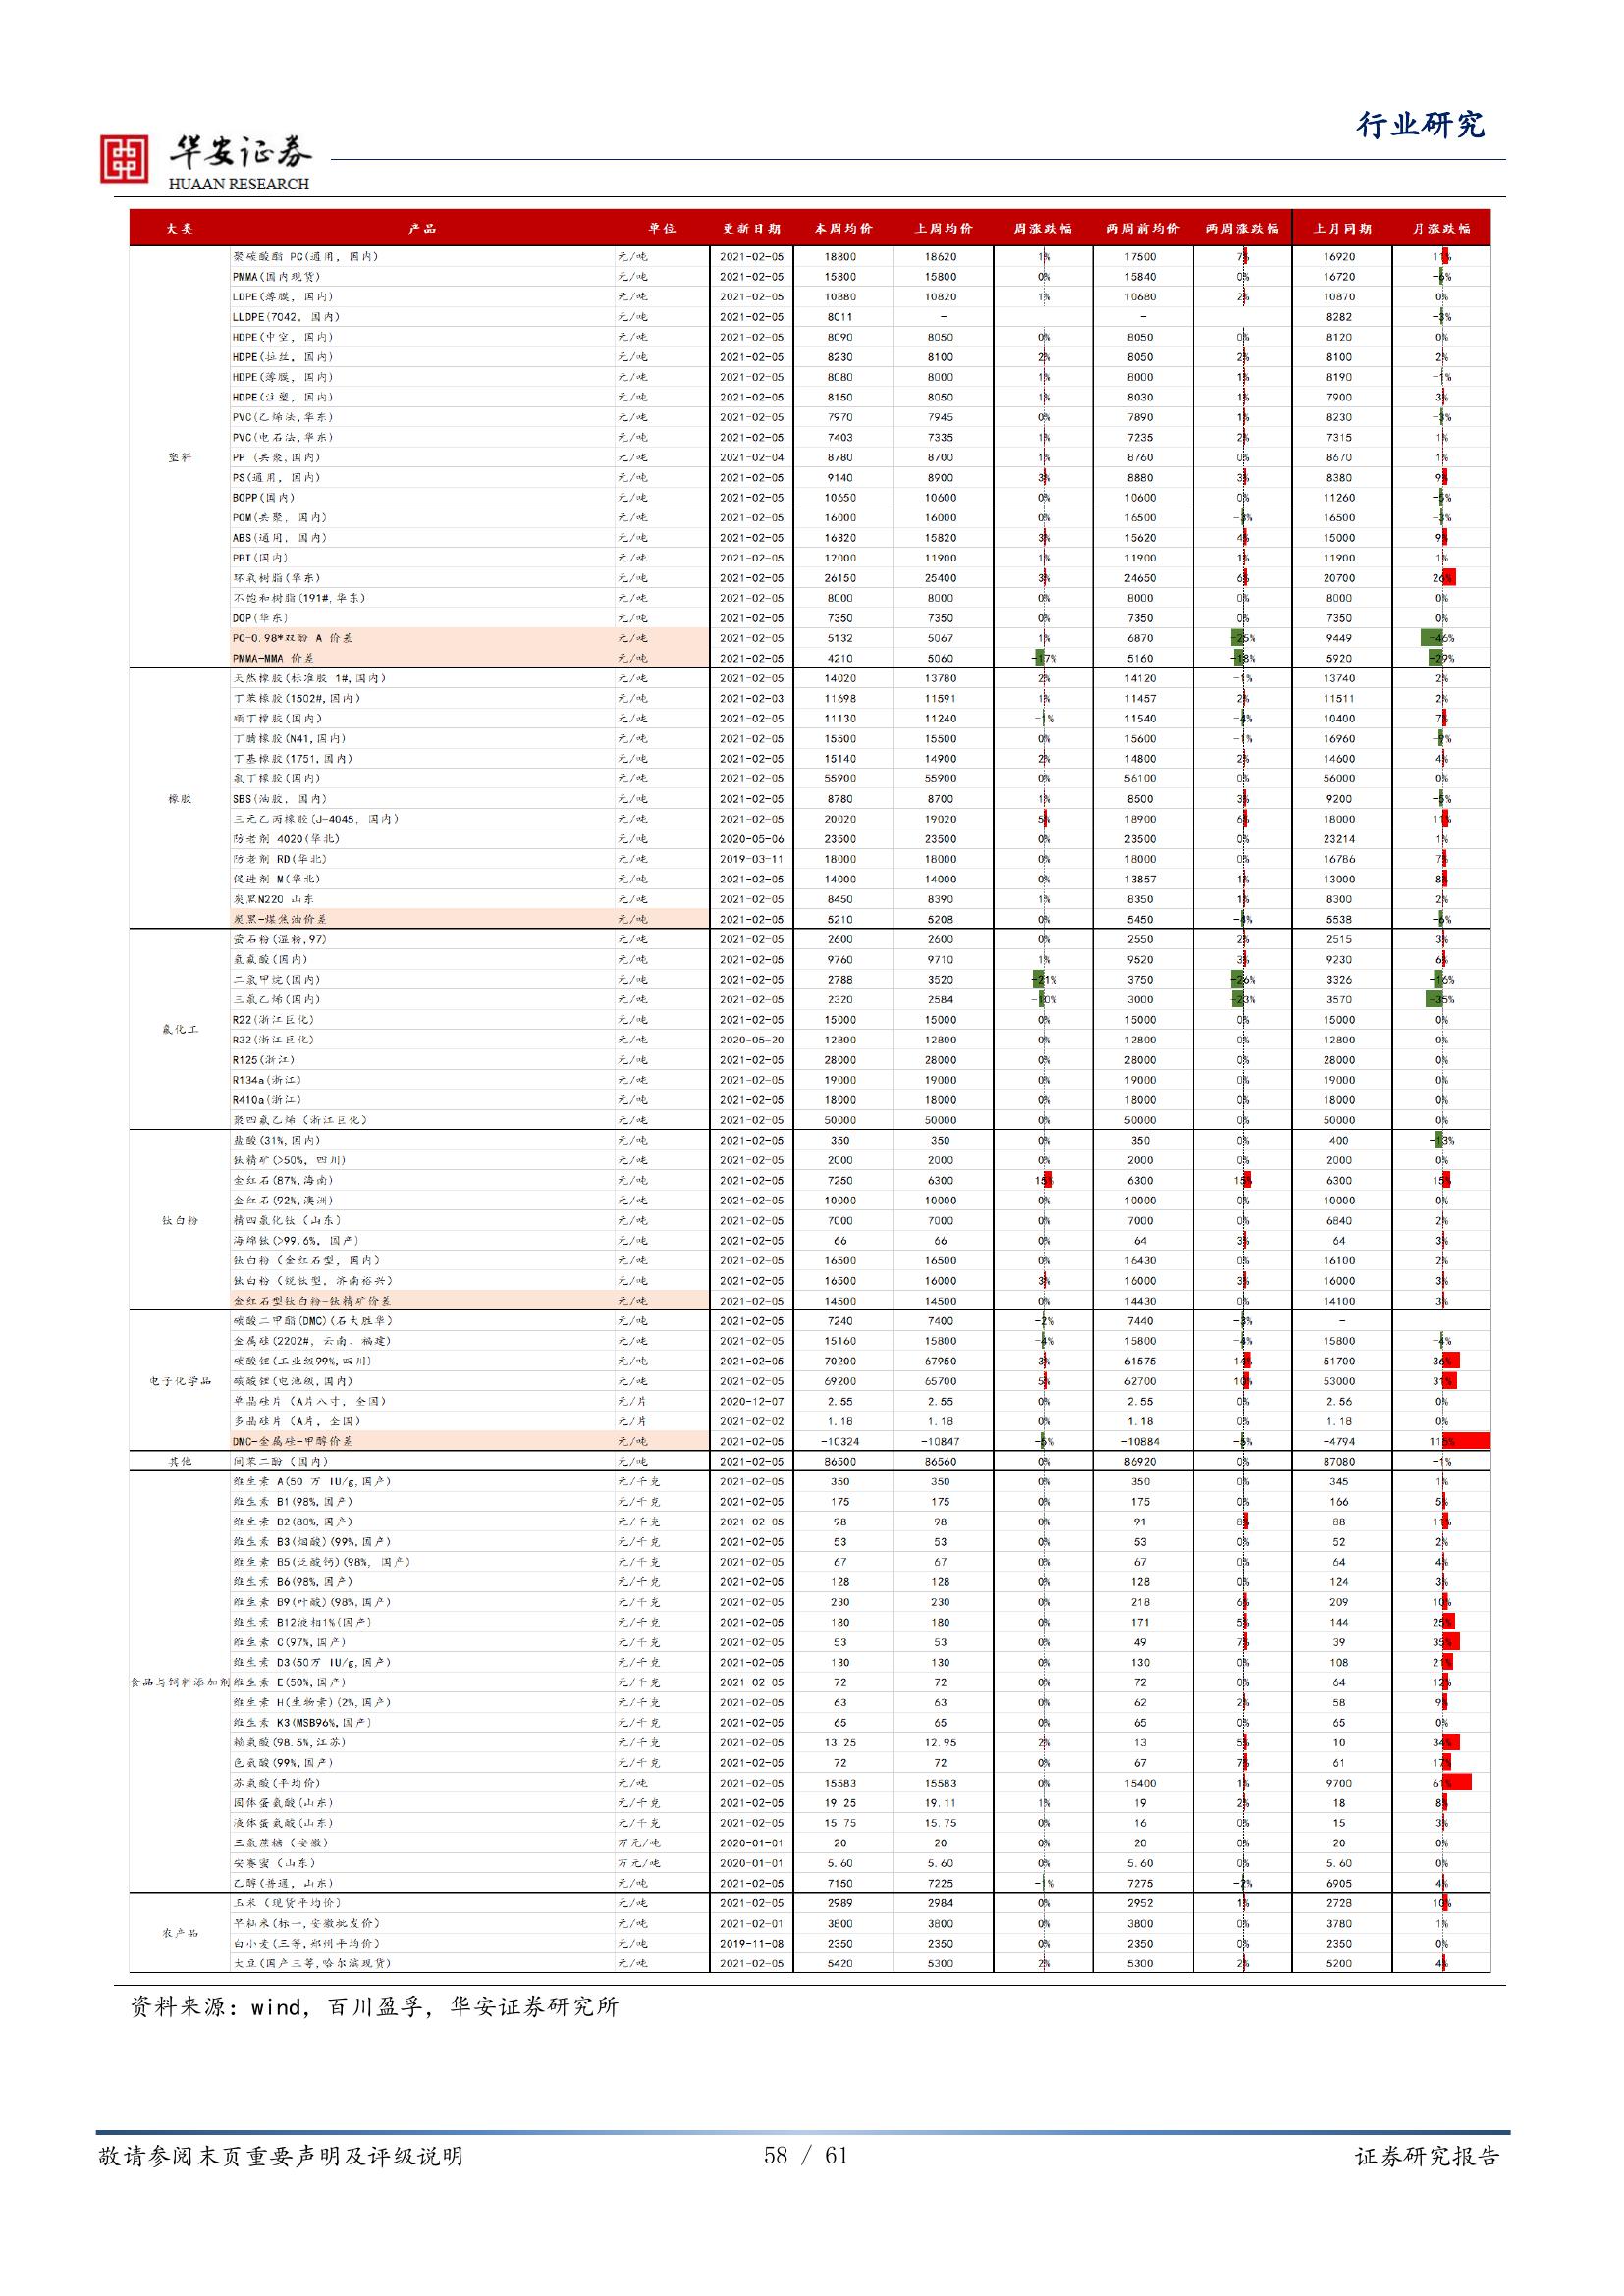 行业研究
华安证券
HUAAN RESEARCH
大类 产品 单位 更新日期 本周均价 上周均价 周涨跌幅 两周前均价 两周涨跌幅 上月同期 月涨跌幅
塑料
聚碳酸酯 PC(通用, 国内) 元/吨 2021-02-05 18800 18620 1% 17500 7% 16920 11%
PMMA(国内现货) 元/吨 2021-02-05 15800 15800 0% 15840 0% 16720 -6%
LDPE(薄膜, 国内) 元/吨 2021-02-05 10880 10820 1% 10680 2% 10870 0%
LLDPE(7042, 国内) 元/吨 2021-02-05 8011 - - 8282 -3%
HDPE(中空, 国内) 元/吨 2021-02-05 8090 8050 0% 8050 0% 8120 0%
HDPE(拉丝, 国内) 元/吨 2021-02-05 8230 8100 2% 8050 2% 8100 2%
HDPE(薄膜, 国内) 元/吨 2021-02-05 8080 8000 1% 8000 1% 8190 -1%
HDPE(注塑, 国内) 元/吨 2021-02-05 8150 8050 1% 8030 1% 7900 3%
PVC(乙烯法,华东) 元/吨 2021-02-05 7970 7945 0% 7890 1% 8230 -3%
PVC(电石法,华东) 元/吨 2021-02-05 7403 7335 1% 7235 2% 7315 1%
PP (共聚,国内) 元/吨 2021-02-04 8780 8700 1% 8760 0% 8670 1%
PS(通用, 国内) 元/吨 2021-02-05 9140 8900 3% 8880 3% 8380 9%
BOPP(国内) 元/吨 2021-02-05 10650 10600 0% 10600 0% 11260 -5%
POM(共聚, 国内) 元/吨 2021-02-05 16000 16000 0% 16500 -3% 16500 -3%
ABS(通用, 国内) 元/吨 2021-02-05 16320 15820 3% 15620 4% 15000 9%
PBT(国内) 元/吨 2021-02-05 12000 11900 1% 11900 1% 11900 1%
环氧树脂(华东) 元/吨 2021-02-05 26150 25400 3% 24650 6% 20700 26%
不饱和树脂(191#,华东) 元/吨 2021-02-05 8000 8000 0% 8000 0% 8000 0%
DOP(华东) 元/吨 2021-02-05 7350 7350 0% 7350 0% 7350 0%
PC-0.98*双酚 A 价差 元/吨 2021-02-05 5132 5067 1% 6870 -25% 9449 -46%
PMMA-MMA 价差 元/吨 2021-02-05 4210 5060 -17% 5160 -18% 5920 -29%
橡胶
天然橡胶(标准胶 1#,国内) 元/吨 2021-02-05 14020 13780 2% 14120 -1% 13740 2%
丁苯橡胶(1502#,国内) 元/吨 2021-02-03 11698 11591 1% 11457 2% 11511 2%
顺丁橡胶(国内) 元/吨 2021-02-05 11130 11240 -1% 11540 -4% 10400 7%
丁腈橡胶(N41,国内) 元/吨 2021-02-05 15500 15500 0% 15600 -1% 16960 -9%
丁基橡胶(1751,国内) 元/吨 2021-02-05 15140 14900 2% 14800 2% 14600 4%
氯丁橡胶(国内) 元/吨 2021-02-05 55900 55900 0% 56100 0% 56000 0%
SBS(油胶, 国内) 元/吨 2021-02-05 8780 8700 1% 8500 3% 9200 -5%
三元乙丙橡胶(J-4045, 国内) 元/吨 2021-02-05 20020 19020 5% 18900 6% 18000 11%
防老剂 4020(华北) 元/吨 2020-05-06 23500 23500 0% 23500 0% 23214 1%
防老剂 RD(华北) 元/吨 2019-03-11 18000 18000 0% 18000 0% 16786 7%
促进剂 M(华北) 元/吨 2021-02-05 14000 14000 0% 13857 1% 13000 8%
炭黑N220 山东 元/吨 2021-02-05 8450 8390 1% 8350 1% 8300 2%
炭黑-煤焦油价差 元/吨 2021-02-05 5210 5208 0% 5450 -4% 5538 -6%
氟化工
萤石粉(湿粉,97) 元/吨 2021-02-05 2600 2600 0% 2550 2% 2515 3%
氢氟酸(国内) 元/吨 2021-02-05 9760 9710 1% 9520 3% 9230 6%
二氯甲烷(国内) 元/吨 2021-02-05 2788 3520 -21% 3750 -26% 3326 -16%
三氯乙烯(国内) 元/吨 2021-02-05 2320 2584 -10% 3000 -23% 3570 -35%
R22(浙江巨化) 元/吨 2021-02-05 15000 15000 0% 15000 0% 15000 0%
R32(浙江巨化) 元/吨 2020-05-20 12800 12800 0% 12800 0% 12800 0%
R125(浙江) 元/吨 2021-02-05 28000 28000 0% 28000 0% 28000 0%
R134a(浙江) 元/吨 2021-02-05 19000 19000 0% 19000 0% 19000 0%
R410a(浙江) 元/吨 2021-02-05 18000 18000 0% 18000 0% 18000 0%
聚四氟乙烯 (浙江巨化) 元/吨 2021-02-05 50000 50000 0% 50000 0% 50000 0%
钛白粉
盐酸(31%,国内) 元/吨 2021-02-05 350 350 0% 350 0% 400 -13%
钛精矿(>50%, 四川) 元/吨 2021-02-05 2000 2000 0% 2000 0% 2000 0%
金红石(87%,海南) 元/吨 2021-02-05 7250 6300 15% 6300 15% 6300 15%
金红石(92%,澳洲) 元/吨 2021-02-05 10000 10000 0% 10000 0% 10000 0%
精四氯化钛 (山东) 元/吨 2021-02-05 7000 7000 0% 7000 0% 6840 2%
海绵钛(>99.6%, 国产) 元/吨 2021-02-05 66 66 0% 64 3% 64 3%
钛白粉 (金红石型, 国内) 元/吨 2021-02-05 16500 16500 0% 16430 0% 16100 2%
钛白粉 (锐钛型, 济南裕兴) 元/吨 2021-02-05 16500 16000 3% 16000 3% 16000 3%
金红石型钛白粉-钛精矿价差 元/吨 2021-02-05 14500 14500 0% 14430 0% 14100 3%
电子化学品
碳酸二甲酯(DMC)(石大胜华) 元/吨 2021-02-05 7240 7400 -2% 7440 -3% -
金属硅(2202#, 云南、福建) 元/吨 2021-02-05 15160 15800 -4% 15800 -4% 15800 -4%
碳酸锂(工业级99%,四川) 元/吨 2021-02-05 70200 67950 3% 61575 14% 51700 36%
碳酸锂(电池级,国内) 元/吨 2021-02-05 69200 65700 5% 62700 10% 53000 31%
单晶硅片 (A片八寸, 全国) 元/片 2020-12-07 2.55 2.55 0% 2.55 0% 2.56 0%
多晶硅片 (A片, 全国) 元/片 2021-02-02 1.18 1.18 0% 1.18 0% 1.18 0%
DMC-金属硅-甲醇价差 元/吨 2021-02-05 -10324 -10847 -5% -10884 -5% -4794 115%
其他 间苯二酚 (国内) 元/吨 2021-02-05 86500 86560 0% 86920 0% 87080 -1%
食品与饲料添加剂
维生素 A(50 万 IU/g,国产) 元/千克 2021-02-05 350 350 0% 350 0% 345 1%
维生素 B1(98%,国产) 元/千克 2021-02-05 175 175 0% 175 0% 166 5%
维生素 B2(80%,国产) 元/千克 2021-02-05 98 98 0% 91 8% 88 11%
维生素 B3(烟酸)(99%,国产) 元/千克 2021-02-05 53 53 0% 53 0% 52 2%
维生素 B5(泛酸钙)(98%, 国产) 元/千克 2021-02-05 67 67 0% 67 0% 64 4%
维生素 B6(98%,国产) 元/千克 2021-02-05 128 128 0% 128 0% 124 3%
维生素 B9(叶酸)(98%,国产) 元/千克 2021-02-05 230 230 0% 218 6% 209 10%
维生素 B12液相1%(国产) 元/千克 2021-02-05 180 180 0% 171 5% 144 25%
维生素 C(97%,国产) 元/千克 2021-02-05 53 53 0% 49 7% 39 35%
维生素 D3(50万 IU/g,国产) 元/千克 2021-02-05 130 130 0% 130 0% 108 21%
维生素 E(50%,国产) 元/千克 2021-02-05 72 72 0% 72 0% 64 12%
维生素 H(生物素)(2%,国产) 元/千克 2021-02-05 63 63 0% 62 2% 58 9%
维生素 K3(MSB96%,国产) 元/千克 2021-02-05 65 65 0% 65 0% 65 0%
赖氨酸(98.5%,江苏) 元/千克 2021-02-05 13.25 12.95 2% 13 5% 10 34%
色氨酸(99%,国产) 元/千克 2021-02-05 72 72 0% 67 7% 61 17%
苏氨酸(平均价) 元/吨 2021-02-05 15583 15583 0% 15400 1% 9700 61%
固体蛋氨酸(山东) 元/千克 2021-02-05 19.25 19.11 1% 19 2% 18 8%
液体蛋氨酸(山东) 元/千克 2021-02-05 15.75 15.75 0% 16 0% 15 3%
三氯蔗糖 (安徽) 万元/吨 2020-01-01 20 20 0% 20 0% 20 0%
安赛蜜 (山东) 万元/吨 2020-01-01 5.60 5.60 0% 5.60 0% 5.60 0%
乙醇(普通, 山东) 元/吨 2021-02-05 7150 7225 -1% 7275 -2% 6905 4%
农产品
玉米 (现货平均价) 元/吨 2021-02-05 2989 2984 0% 2952 1% 2728 10%
早籼米(标一,安徽批发价) 元/吨 2021-02-01 3800 3800 0% 3800 0% 3780 1%
白小麦(三等,郑州平均价) 元/吨 2019-11-08 2350 2350 0% 2350 0% 2350 0%
大豆(国产三等,哈尔滨现货) 元/吨 2021-02-05 5420 5300 2% 5300 2% 5200 4%
资料来源: wind, 百川盈孚, 华安证券研究所
敬请参阅末页重要声明及评级说明 58 / 61 证券研究报告